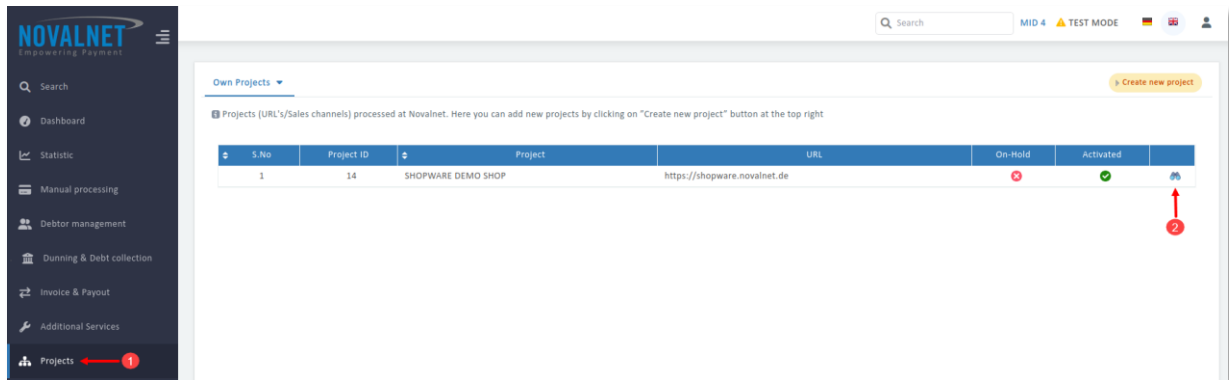 NOVALNET
Empowering Payment
Search
MID 4 TEST MODE
Search
Dashboard
Statistic
Manual processing
Debtor management
Dunning & Debt collection
Invoice & Payout
Additional Services
Projects
1
Own Projects
Create new project
Projects (URL's/Sales channels) processed at Novalnet. Here you can add new projects by clicking on "Create new project" button at the top right
S.No Project ID Project URL On-Hold Activated
1 14 SHOPWARE DEMO SHOP https://shopware.novalnet.de
2